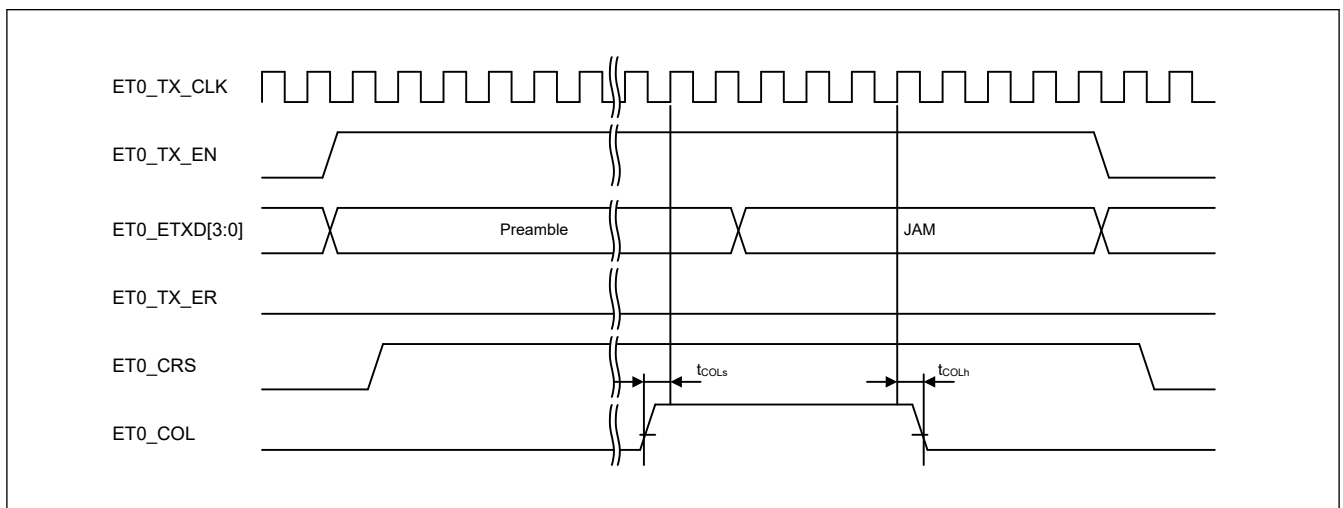 ET0_TX_CLK
ET0_TX_EN
ET0_ETXD[3:0] Preamble JAM
ET0_TX_ER
ET0_CRS
tCOLs tCOLh
ET0_COL